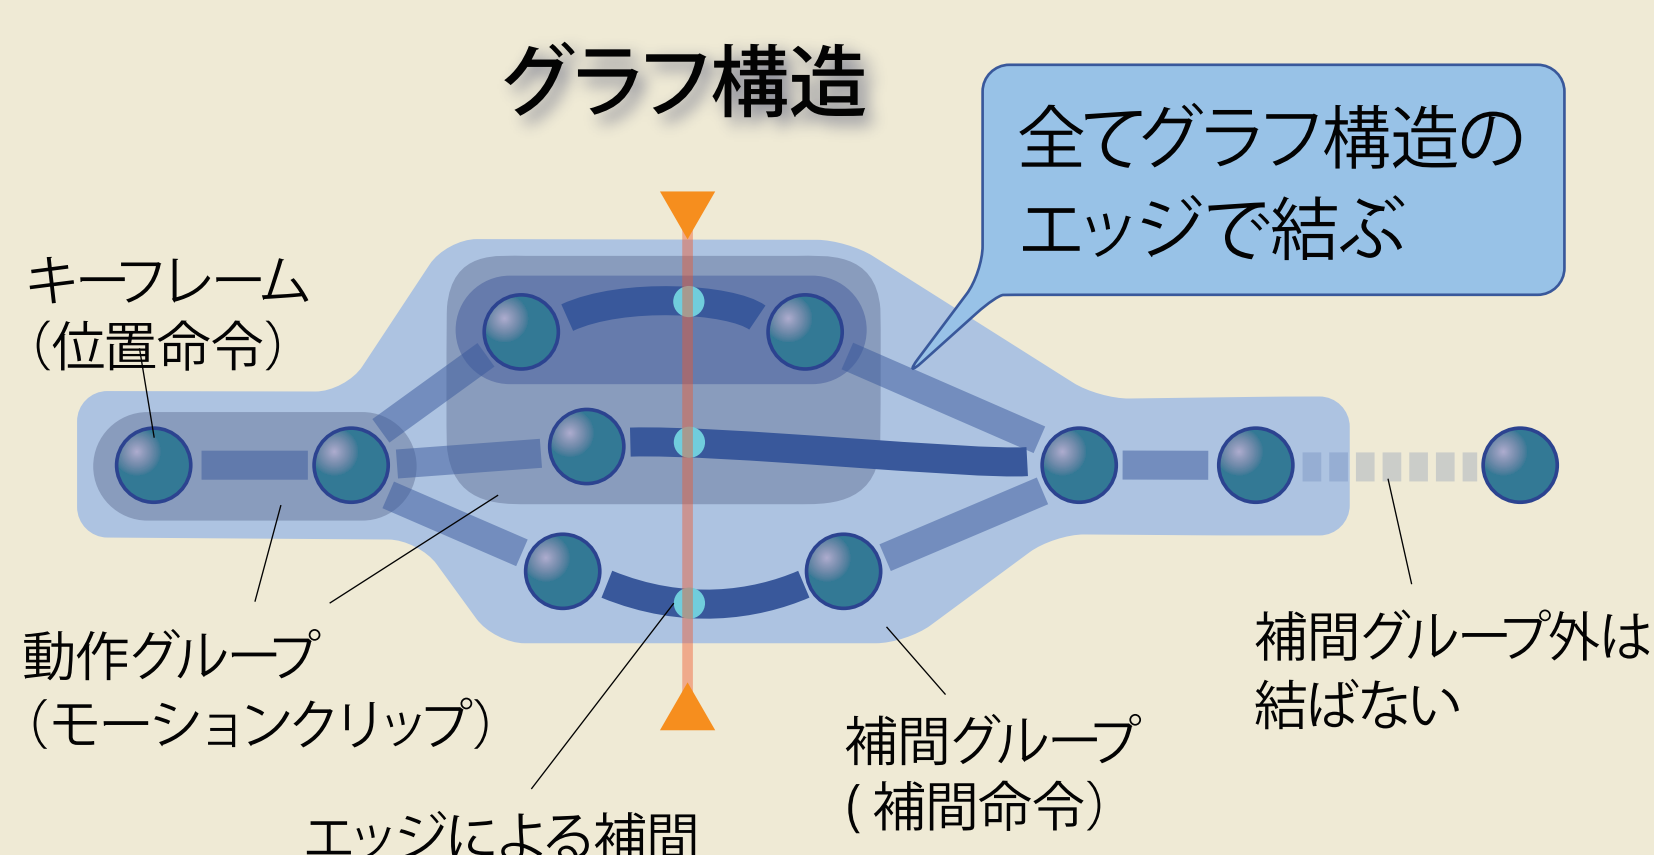 グラフ構造
全てグラフ構造の
エッジで結ぶ
キーフレーム
（位置命令）
動作グループ
（モーションクリップ）
エッジによる補間
補間グループ
( 補間命令）
補間グループ外は
結ばない